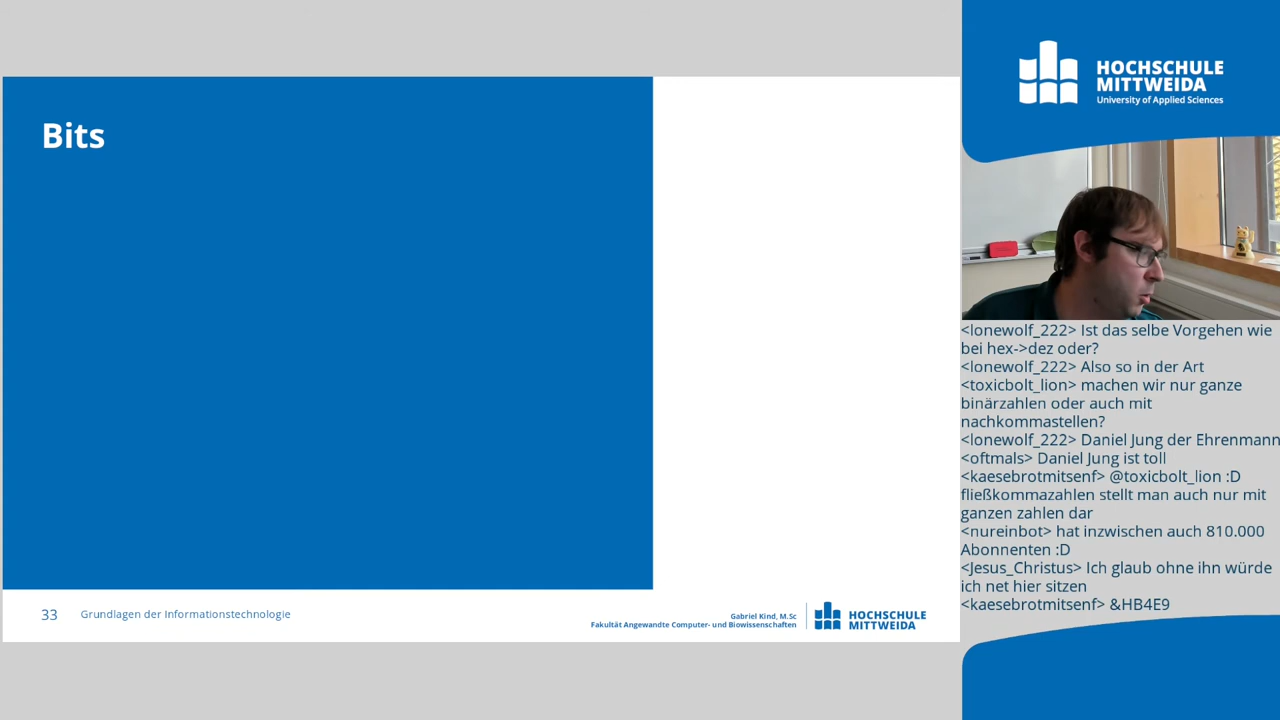 Bits
33
Grundlagen der Informationstechnologie
Gabriel Kind, M.Sc
Fakultät Angewandte Computer- und Biowissenschaften
HOCHSCHULE
MITTWEIDA
HOCHSCHULE
MITTWEIDA
University of Applied Sciences
<lonewolf_222> Ist das selbe Vorgehen wie
bei hex->dez oder?
<lonewolf_222> Also so in der Art
<toxicbolt_lion> machen wir nur ganze
binärzahlen oder auch mit
nachkommastellen?
<lonewolf_222> Daniel Jung der Ehrenmann
<oftmals> Daniel Jung ist toll
<kaesebrotmitsenf> @toxicbolt_lion :D
fließkommazahlen stellt man auch nur mit
ganzen zahlen dar
<nureinbot> hat inzwischen auch 810.000
Abonnenten :D
<Jesus_Christus> Ich glaub ohne ihn würde
ich net hier sitzen
<kaesebrotmitsenf> &HB4E9